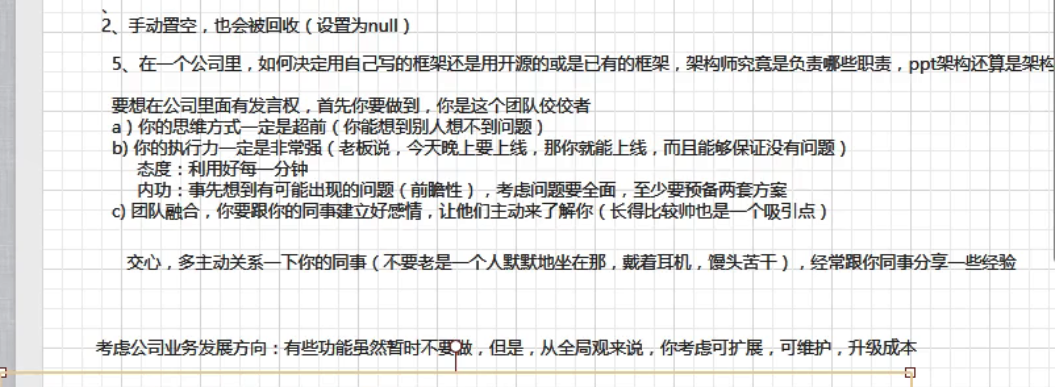 2、手动置空，也会被回收（设置为null）
5、在一个公司里，如何决定用自己写的框架还是用开源的或是已有的框架，架构师究竟是负责哪些职责，ppt架构还算是架构
要想在公司里面有发言权，首先你要做到，你是这个团队佼佼者
a）你的思维方式一定是超前（你能想到别人想不到问题）
b) 你的执行力一定是非常强（老板说，今天晚上要上线，那你就能上线，而且能够保证没有问题）
态度：利用好每一分钟
内功：事先想到有可能出现的问题（前瞻性），考虑问题要全面，至少要预备两套方案
c) 团队融合，你要跟你的同事建立好感情，让他们主动来了解你（长得比较帅也是一个吸引点）
交心，多主动关系一下你的同事（不要老是一个人默默地坐在那，戴着耳机，馒头苦干），经常跟你同事分享一些经验
考虑公司业务发展方向：有些功能虽然暂时不要做，但是，从全局观来说，你考虑可扩展，可维护，升级成本